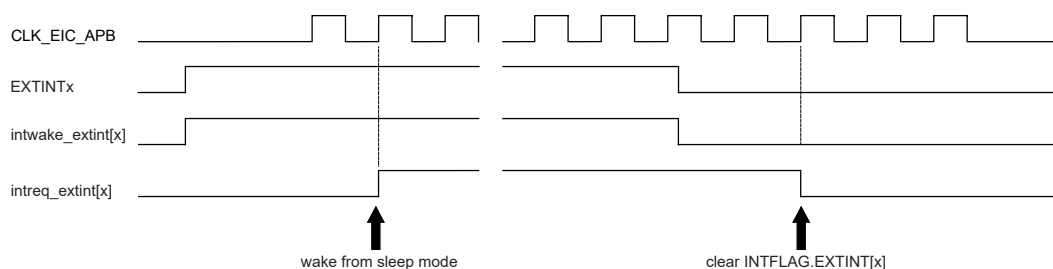 CLK_EIC_APB
EXTINTx
intwake_extint[x]
intreq_extint[x]
wake from sleep mode
clear INTFLAG.EXTINT[x]